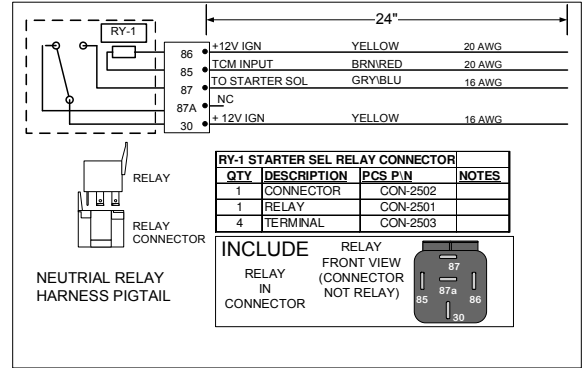 24"
RY-1
86 +12V IGN YELLOW 20 AWG
85 TCM INPUT BRN\RED 20 AWG
87 TO STARTER SOL GRY\BLU 16 AWG
87A NC
30 + 12V IGN YELLOW 16 AWG
RELAY
RELAY
CONNECTOR
NEUTRIAL RELAY
HARNESS PIGTAIL
RY-1 STARTER SEL RELAY CONNECTOR
QTY DESCRIPTION PCS P\N NOTES
1 CONNECTOR CON-2502
1 RELAY CON-2501
4 TERMINAL CON-2503
INCLUDE
RELAY
IN
CONNECTOR
RELAY
FRONT VIEW
(CONNECTOR
NOT RELAY)
87
87a
85 86
30